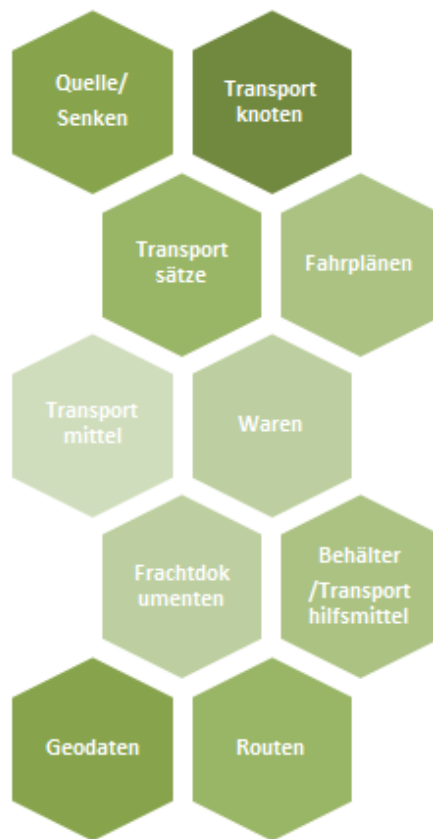 Quelle/
Senken
Transport
knoten
Transport
sätze
Fahrplänen
Transport
mittel
Waren
Frachtdok
umenten
Behälter
/Transport
hilfsmittel
Geodaten
Routen